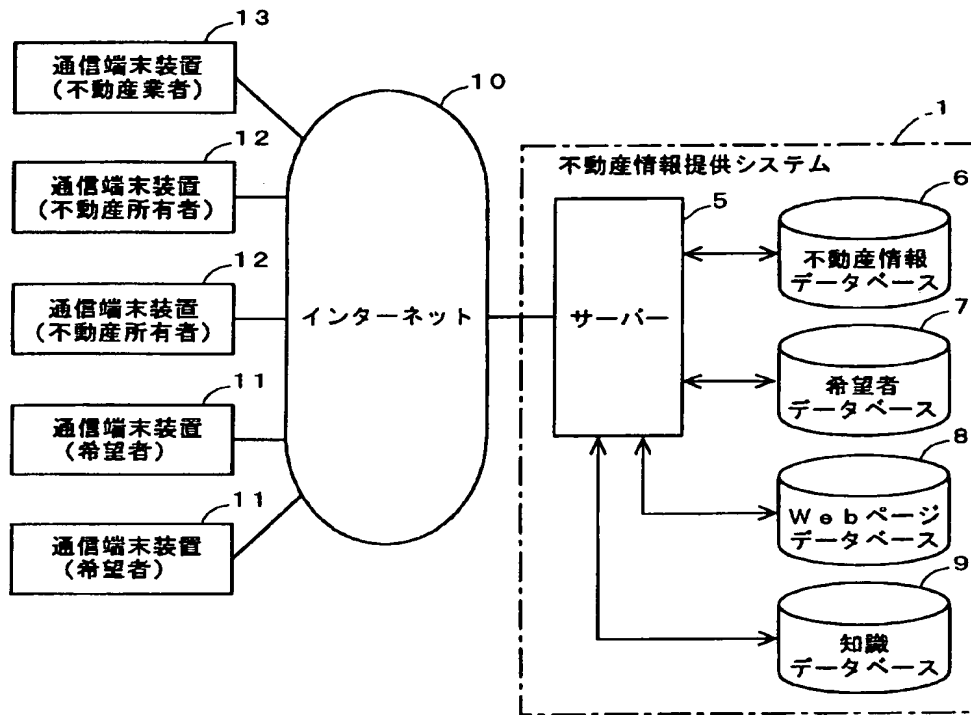 13
通信端末装置
(不動産業者)
12
通信端末装置
(不動産所有者)
12
通信端末装置
(不動産所有者)
11
通信端末装置
(希望者)
11
通信端末装置
(希望者)
10
インターネット
1
不動産情報提供システム
5
サーバー
6
不動産情報
データベース
7
希望者
データベース
8
Webページ
データベース
9
知識
データベース